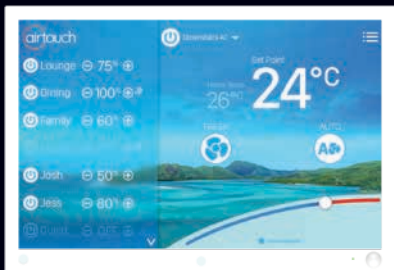 airtouch
Lounge 75%
Dining 100%
Family 60%
Josh 50%
Jess 80%
Downstairs AC
Set Point
24°C
26°C
AUTO
A